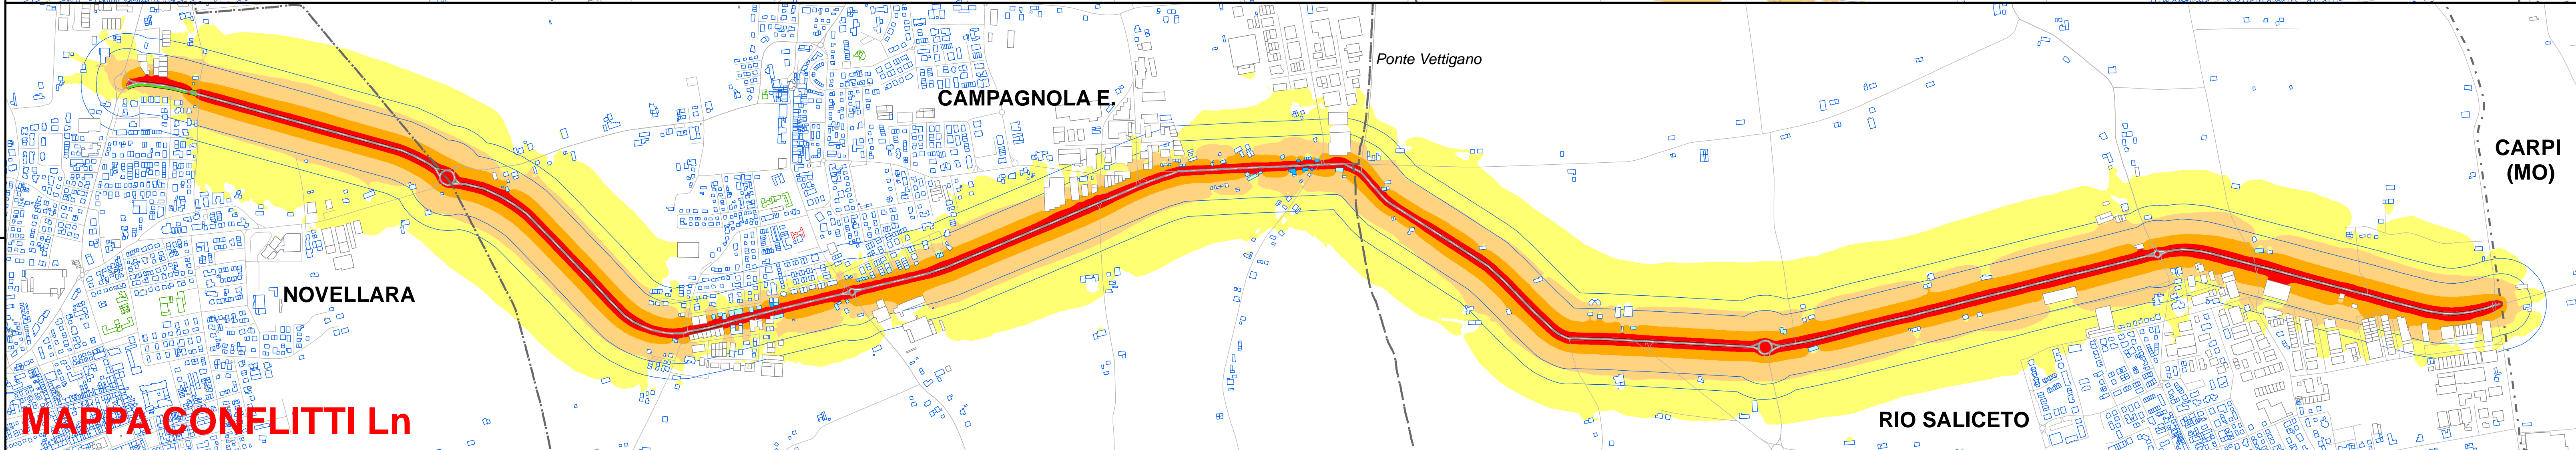 Ponte Vettigano
CAMPAGNOLA E.
CARPI
(MO)
NOVELLARA
MAPPA CONFLITTI Ln
RIO SALICETO